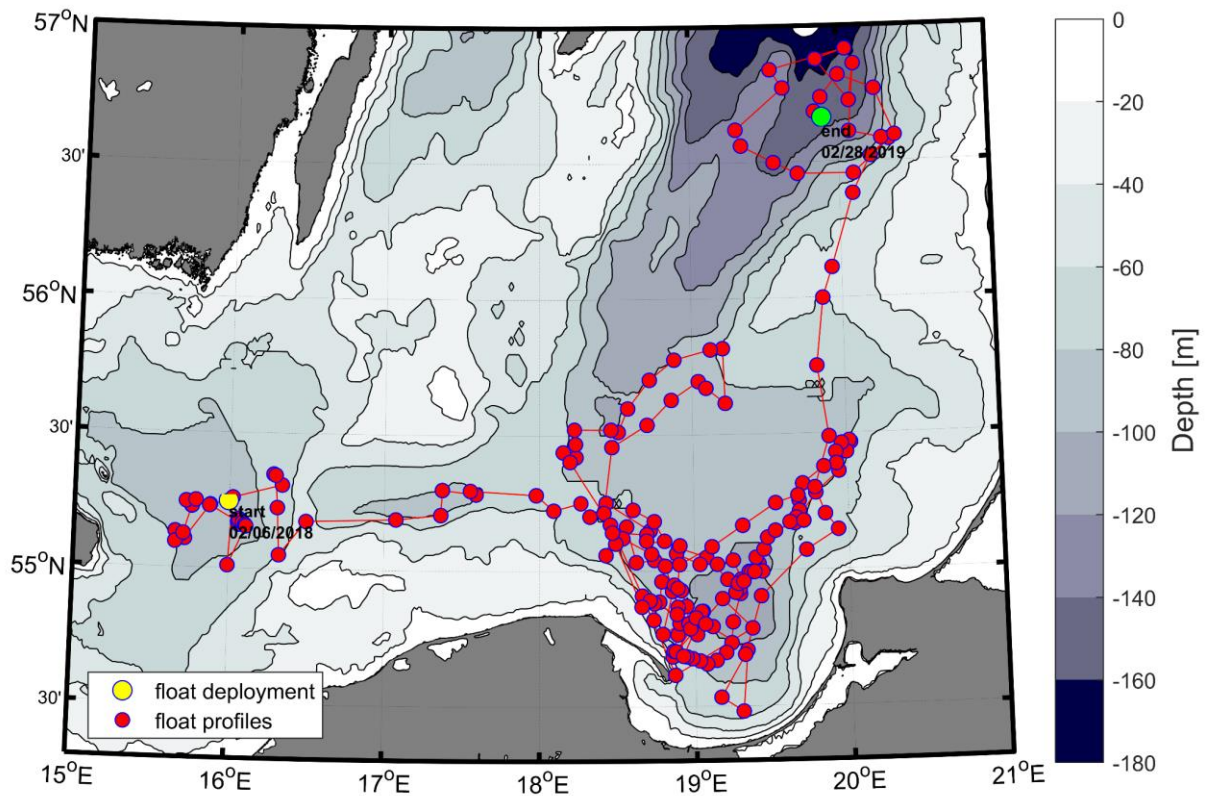 57°N
30'
56°N
30'
55°N
30'
15°E
16°E
17°E
18°E
19°E
20°E
21°E
end
02/28/2019
start
02/06/2018
float deployment
float profiles
0
-20
-40
-60
-80
-100
-120
-140
-160
-180
Depth [m]